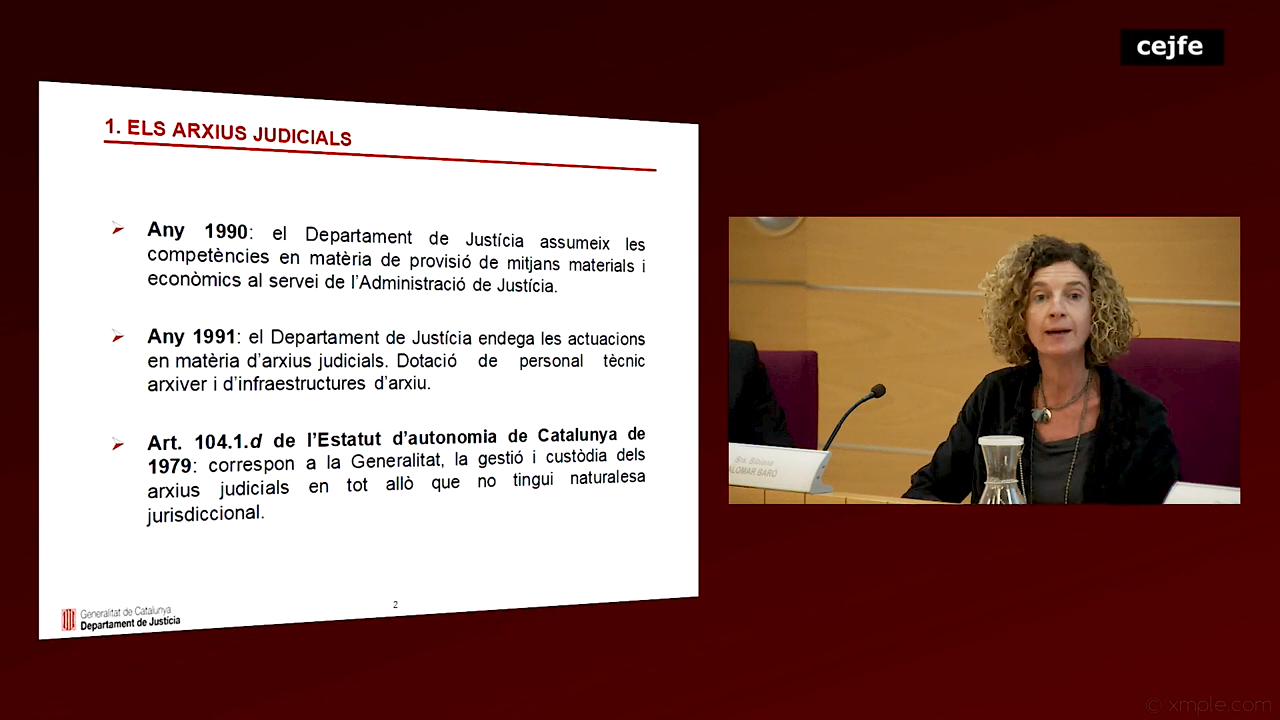 cejfe
1. ELS ARXIUS JUDICIALS
Any 1990: el Departament de Justícia assumeix les
competències en matèria de provisió de mitjans materials i
econòmics al servei de l'Administració de Justícia.
Any 1991: el Departament de Justícia endega les actuacions
en matèria d'arxius judicials. Dotació de personal tècnic
arxiver i d'infraestructures d'arxiu.
Art. 104.1.d de l'Estatut d'autonomia de Catalunya de
1979: correspon a la Generalitat, la gestió i custòdia dels
arxius judicials en tot allò que no tingui naturalesa
jurisdiccional.
Generalitat de Catalunya
Departament de Justícia
2
Sra. Bibiana
ALOMAR BARÓ
© xmple.com